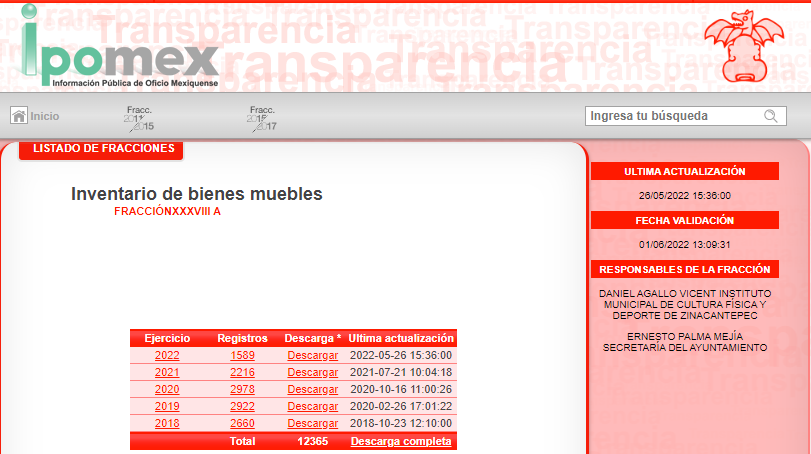 Transparencia
ipomex
Información Pública de Oficio Mexiquense
Inicio
Fracc.
Fracc.
Ingresa tu búsqueda
LISTADO DE FRACCIONES
Inventario de bienes muebles
FRACCIÓNXXXVIII A
Ejercicio Registros Descarga * Ultima actualización
2022 1589 Descargar 2022-05-26 15:36:00
2021 2216 Descargar 2021-07-21 10:04:18
2020 2978 Descargar 2020-10-16 11:00:26
2019 2922 Descargar 2020-02-26 17:01:22
2018 2660 Descargar 2018-10-23 12:10:00
Total 12365 Descarga completa
ULTIMA ACTUALIZACIÓN
26/05/2022 15:36:00
FECHA VALIDACIÓN
01/06/2022 13:09:31
RESPONSABLES DE LA FRACCIÓN
DANIEL AGALLO VICENT INSTITUTO
MUNICIPAL DE CULTURA FÍSICA Y
DEPORTE DE ZINACANTEPEC
ERNESTO PALMA MEJÍA
SECRETARÍA DEL AYUNTAMIENTO